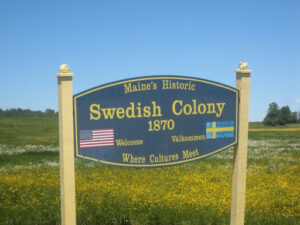 Maine's Historic
Swedish Colony
1870
Welcome Välkommen
Where Cultures Meet